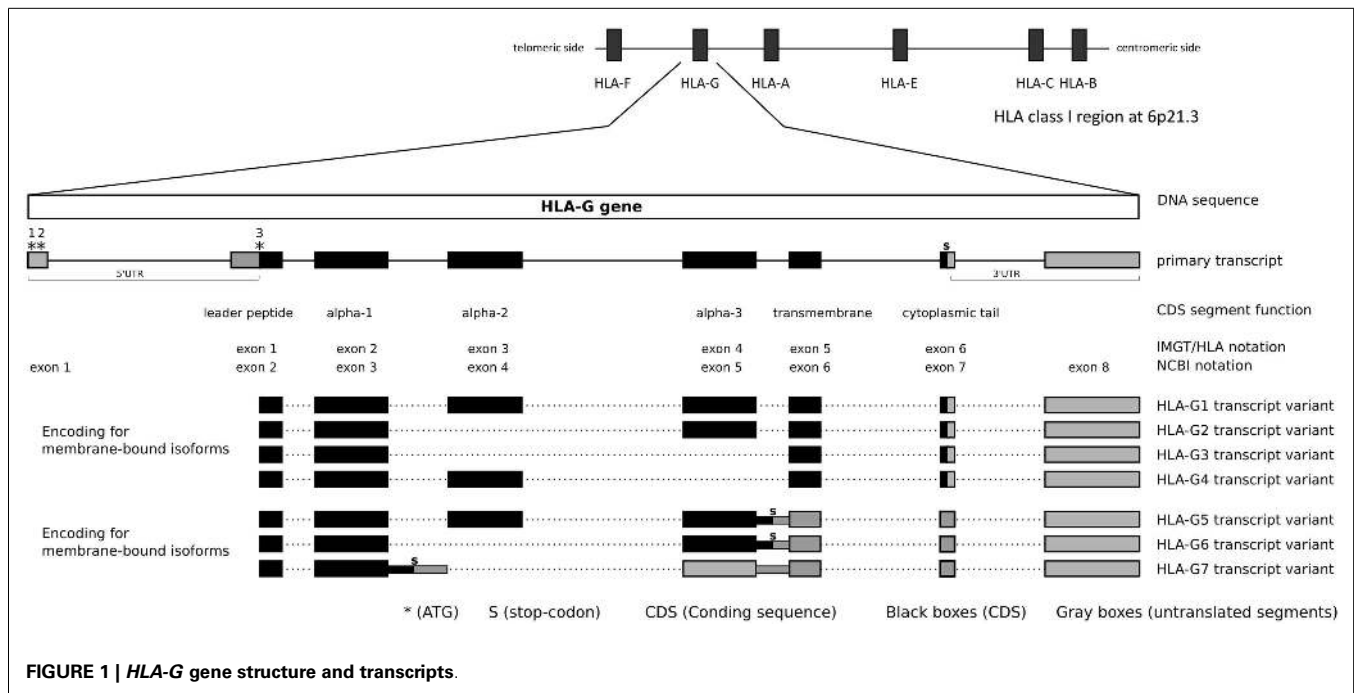 telomeric side
centromeric side
HLA-F HLA-G HLA-A HLA-E HLA-C HLA-B
HLA class I region at 6p21.3
HLA-G gene
DNA sequence
12 3
** *
s
5'UTR
3'UTR
primary transcript
leader peptide alpha-1 alpha-2 alpha-3 transmembrane cytoplasmic tail CDS segment function
exon 1 exon 2 exon 3 exon 4 exon 5 exon 6 IMGT/HLA notation
exon 1 exon 2 exon 3 exon 4 exon 5 exon 6 exon 7 exon 8 NCBI notation
HLA-G1 transcript variant
Encoding for
membrane-bound isoforms
HLA-G2 transcript variant
HLA-G3 transcript variant
HLA-G4 transcript variant
s
HLA-G5 transcript variant
Encoding for
membrane-bound isoforms
s
HLA-G6 transcript variant
s
HLA-G7 transcript variant
* (ATG) S (stop-codon) CDS (Conding sequence) Black boxes (CDS) Gray boxes (untranslated segments)
FIGURE 1 | HLA-G gene structure and transcripts.